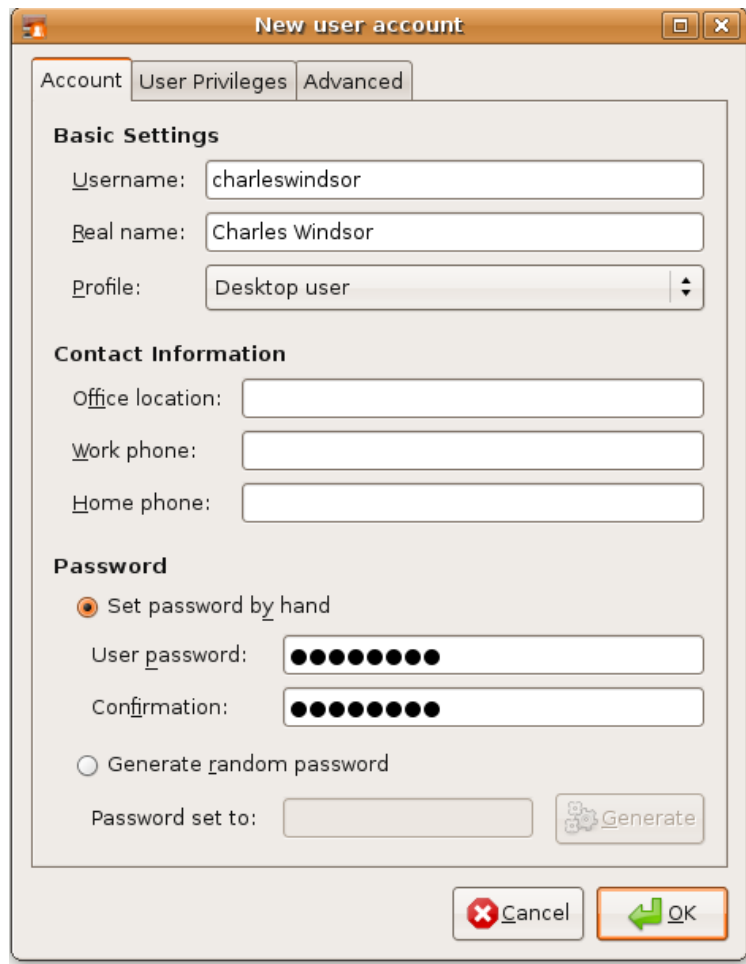 New user account
Account User Privileges Advanced
Basic Settings
Username: charleswindsor
Real name: Charles Windsor
Profile: Desktop user
Contact Information
Office location:
Work phone:
Home phone:
Password
Set password by hand
User password: ●●●●●●●●
Confirmation: ●●●●●●●●
Generate random password
Password set to: Generate
Cancel OK